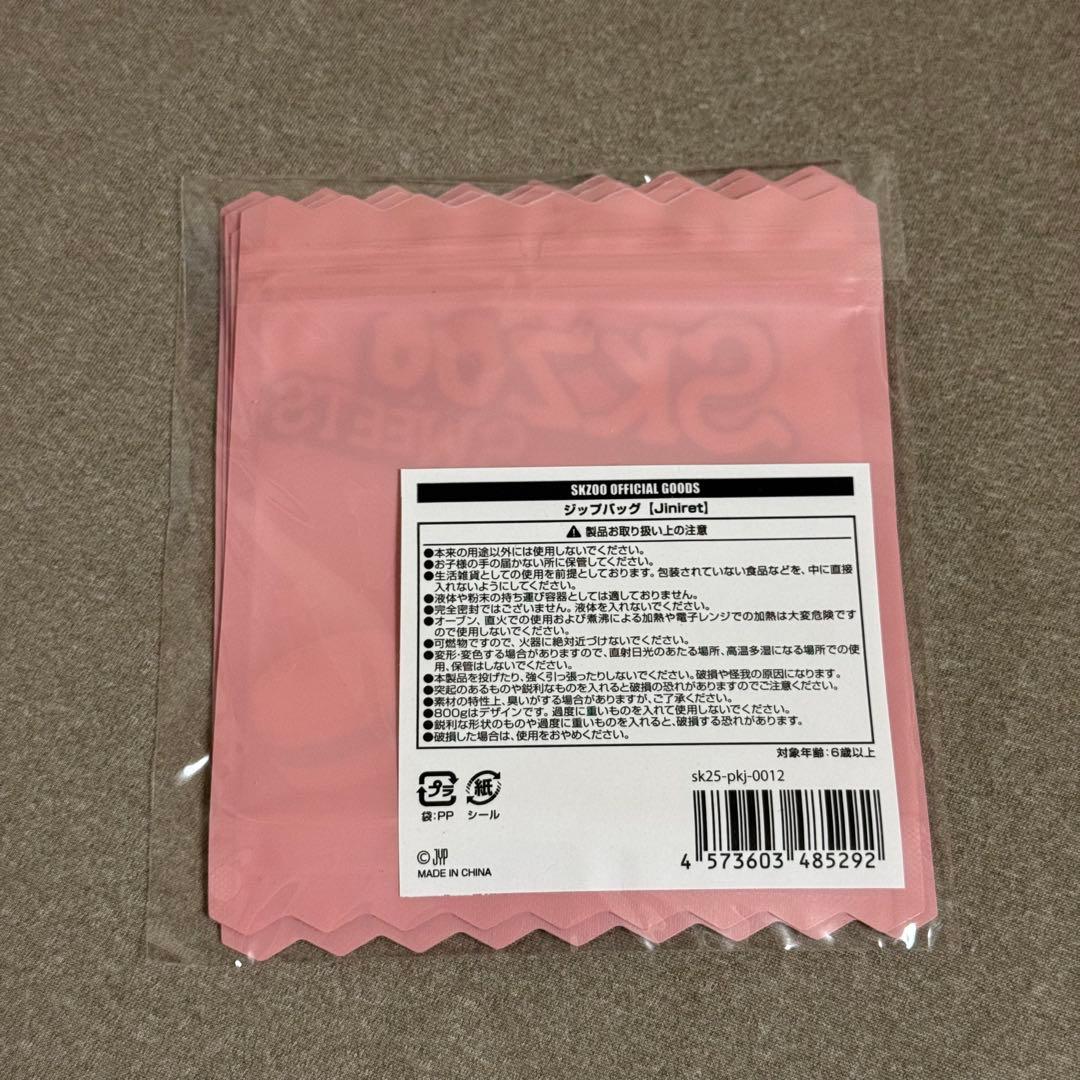 SKZOO
SWEETS
SKZOO OFFICIAL GOODS
ジップバッグ【Jiniret】
⚠ 製品お取り扱い上の注意
●本来の用途以外には使用しないでください。
●お子様の手の届かない所に保管してください。
●生活雑貨としての使用を前提としております。包装されていない食品などを、中に直接
入れないようにしてください。
●液体や粉末の持ち運び容器としては適しておりません。
●完全密封ではございません。液体を入れないでください。
●オーブン、直火での使用および煮沸による加熱や電子レンジでの加熱は大変危険です
ので使用しないでください。
●可燃物ですので、火器に絶対近づけないでください。
●変形・変色する場合がありますので、直射日光のあたる場所、高温多湿になる場所での使
用、保管はしないでください。
●本製品を投げたり、強く引っ張ったりしないでください。破損や怪我の原因になります。
●突起のあるものや鋭利なものを入れると破損の恐れがありますのでご注意ください。
●素材の特性上、臭いがする場合がありますが、ご了承ください。
●800gはデザインです。過度に重いものを入れて使用しないでください。
●鋭利な形状のものや過度に重いものを入れると、破損する恐れがあります。
●破損した場合は、使用をおやめください。
対象年齢:6歳以上
sk25-pkj-0012
プラ 紙
袋:PP シール
© JYP
MADE IN CHINA
4 573603 485292